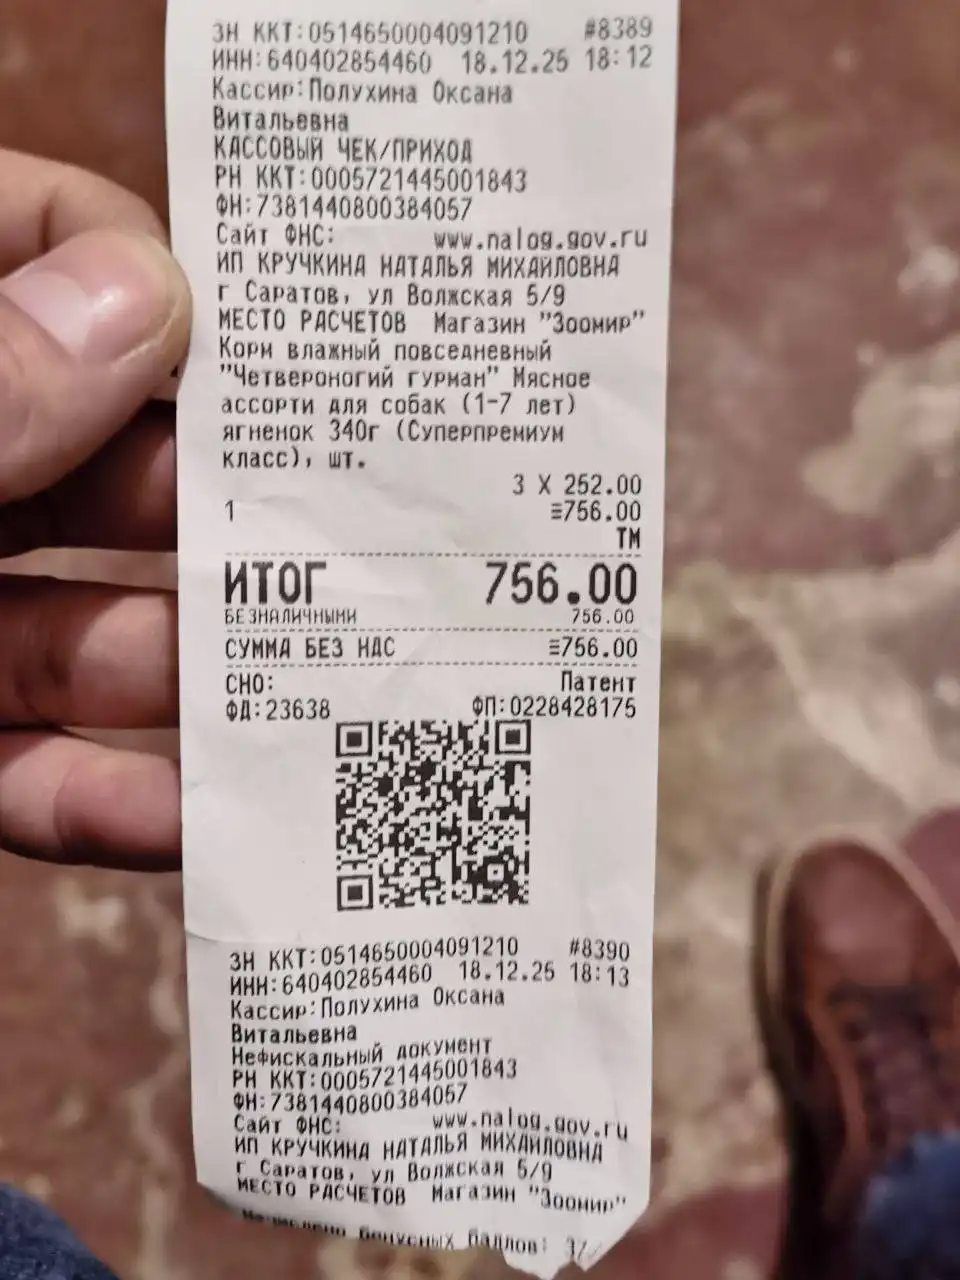 ЗН ККТ:0514650004091210 #8389
ИНН:640402854460 18.12.25 18:12
Кассир:Полухина Оксана
Витальевна
КАССОВЫЙ ЧЕК/ПРИХОД
РН ККТ:0005721445001843
ФН:7381440800384057
Сайт ФНС: www.nalog.gov.ru
ИП КРУЧКИНА НАТАЛЬЯ МИХАЙЛОВНА
г Саратов, ул Волжская 5/9
МЕСТО РАСЧЕТОВ Магазин "Зоомир"
Корм влажный повседневный
"Четвероногий гурман" Мясное
ассорти для собак (1-7 лет)
ягненок 340г (Суперпремиум
класс), шт.
3 X 252.00
1 ≡756.00
ТМ
ИТОГ 756.00
БЕЗНАЛИЧНЫМИ 756.00
СУММА БЕЗ НДС ≡756.00
СНО: Патент
ФД:23638 ФП:0228428175
ЗН ККТ:0514650004091210 #8390
ИНН:640402854460 18.12.25 18:13
Кассир:Полухина Оксана
Витальевна
Нефискальный документ
РН ККТ:0005721445001843
ФН:7381440800384057
Сайт ФНС: www.nalog.gov.ru
ИП КРУЧКИНА НАТАЛЬЯ МИХАЙЛОВНА
г Саратов, ул Волжская 5/9
МЕСТО РАСЧЕТОВ Магазин "Зоомир"
бонусных баллов: